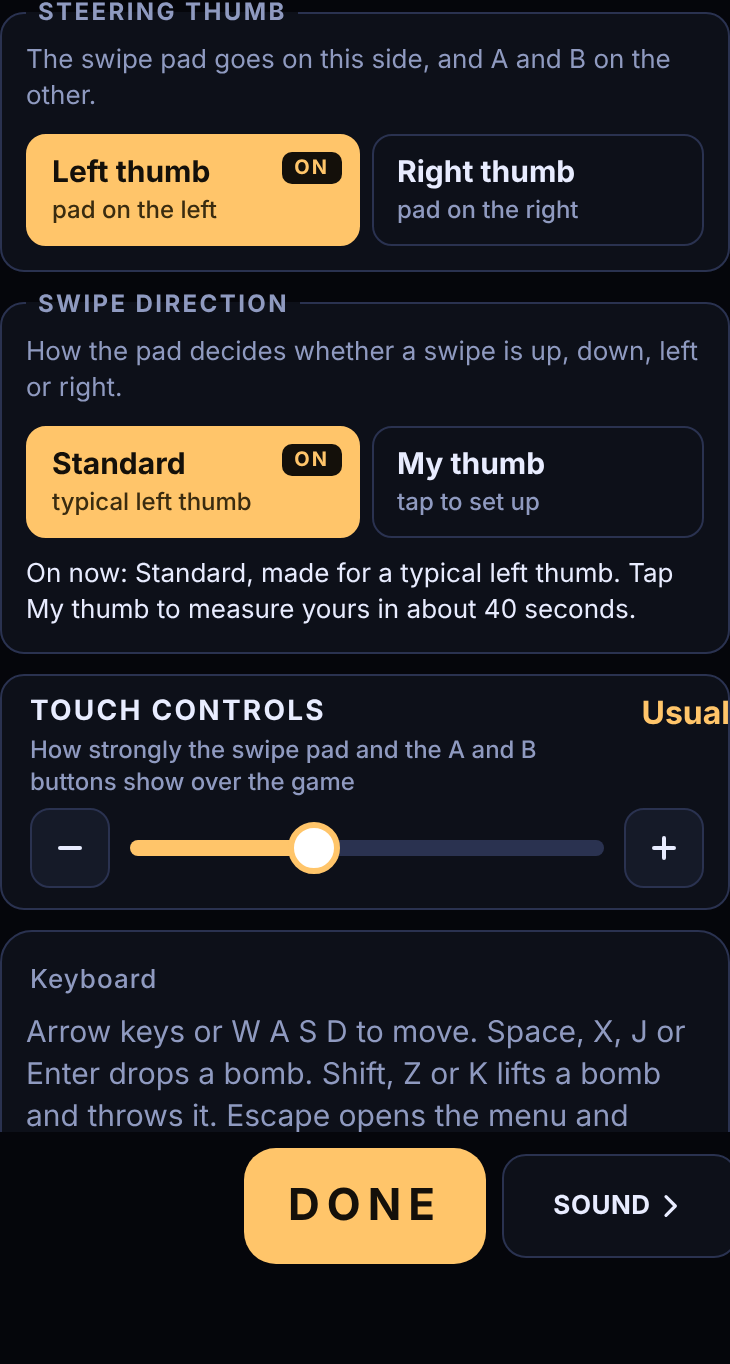 STEERING THUMB
The swipe pad goes on this side, and A and B on the
other.
Left thumb ON
pad on the left
Right thumb
pad on the right
SWIPE DIRECTION
How the pad decides whether a swipe is up, down, left
or right.
Standard ON
typical left thumb
My thumb
tap to set up
On now: Standard, made for a typical left thumb. Tap
My thumb to measure yours in about 40 seconds.
TOUCH CONTROLS
Usual
How strongly the swipe pad and the A and B
buttons show over the game
Keyboard
Arrow keys or W A S D to move. Space, X, J or
Enter drops a bomb. Shift, Z or K lifts a bomb
and throws it. Escape opens the menu and
DONE
SOUND